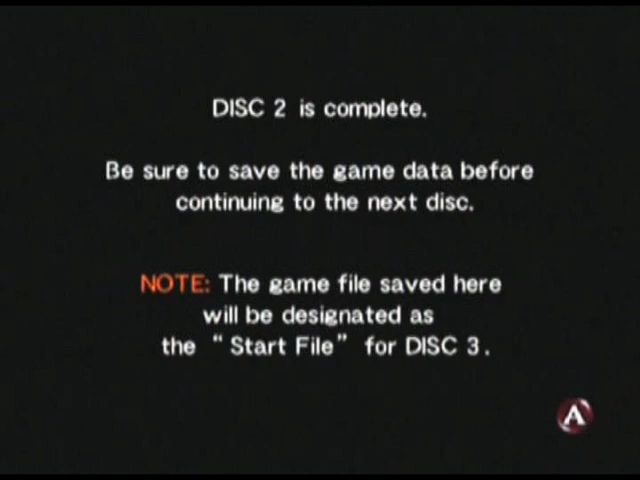 DISC 2 is complete.
Be sure to save the game data before
continuing to the next disc.
NOTE: The game file saved here
will be designated as
the “Start File” for DISC 3.
A